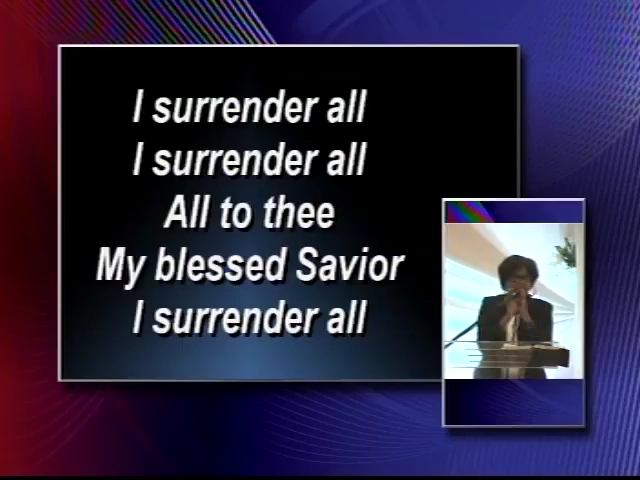 I surrender all
I surrender all
All to thee
My blessed Savior
I surrender all